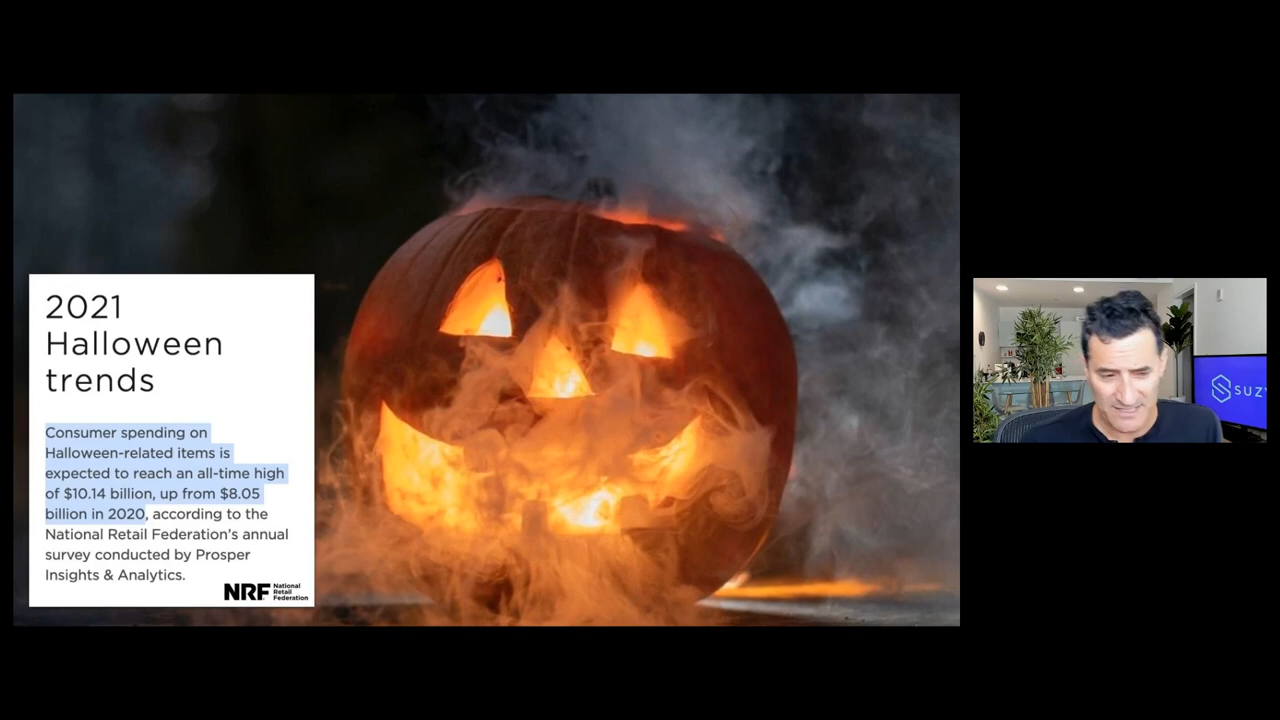 2021
Halloween
trends
Consumer spending on
Halloween-related items is
expected to reach an all-time high
of $10.14 billion, up from $8.05
billion in 2020, according to the
National Retail Federation's annual
survey conducted by Prosper
Insights & Analytics.
NRF
National
Retail
Federation
SUZY